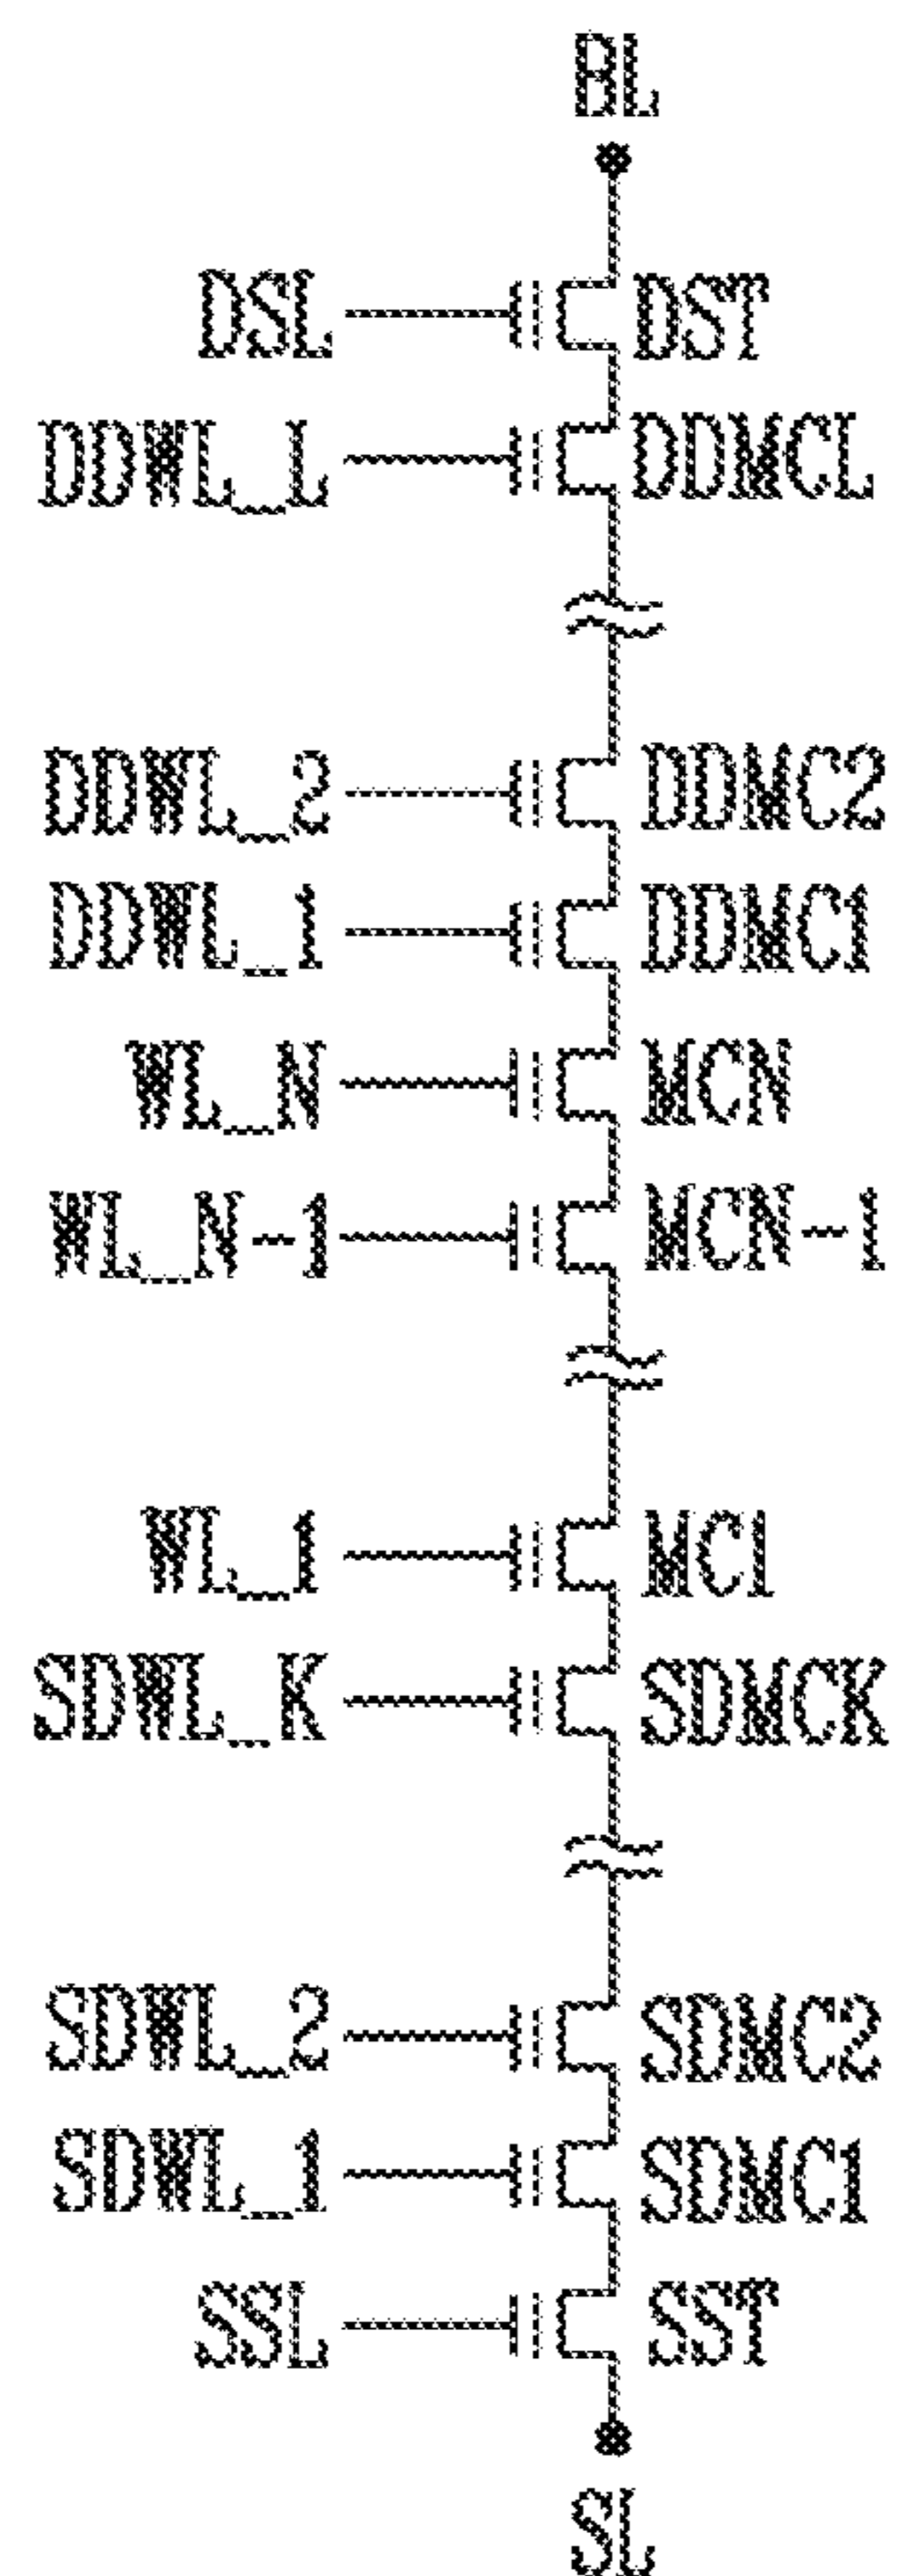 BL
DSL DST
DDWL_L DDMCL
DDWL_2 DDMC2
DDWL_1 DDMC1
WL_N MCN
WL_N-1 MCN-1
WL_1 MC1
SDWL_K SDMCK
SDWL_2 SDMC2
SDWL_1 SDMC1
SSL SST
SL